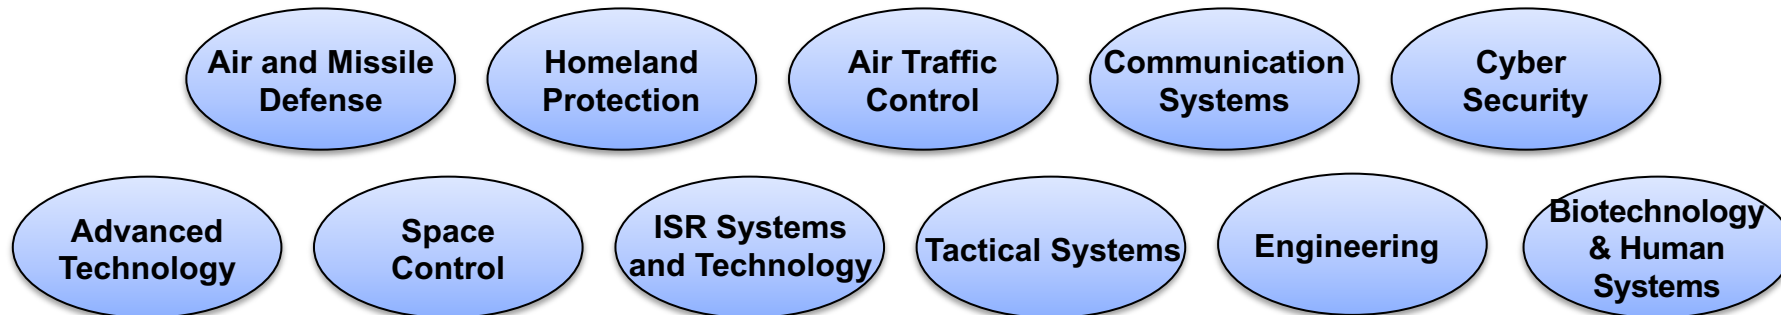 Air and Missile
Defense
Homeland
Protection
Air Traffic
Control
Communication
Systems
Cyber
Security
Advanced
Technology
Space
Control
ISR Systems
and Technology
Tactical Systems
Engineering
Biotechnology
& Human
Systems